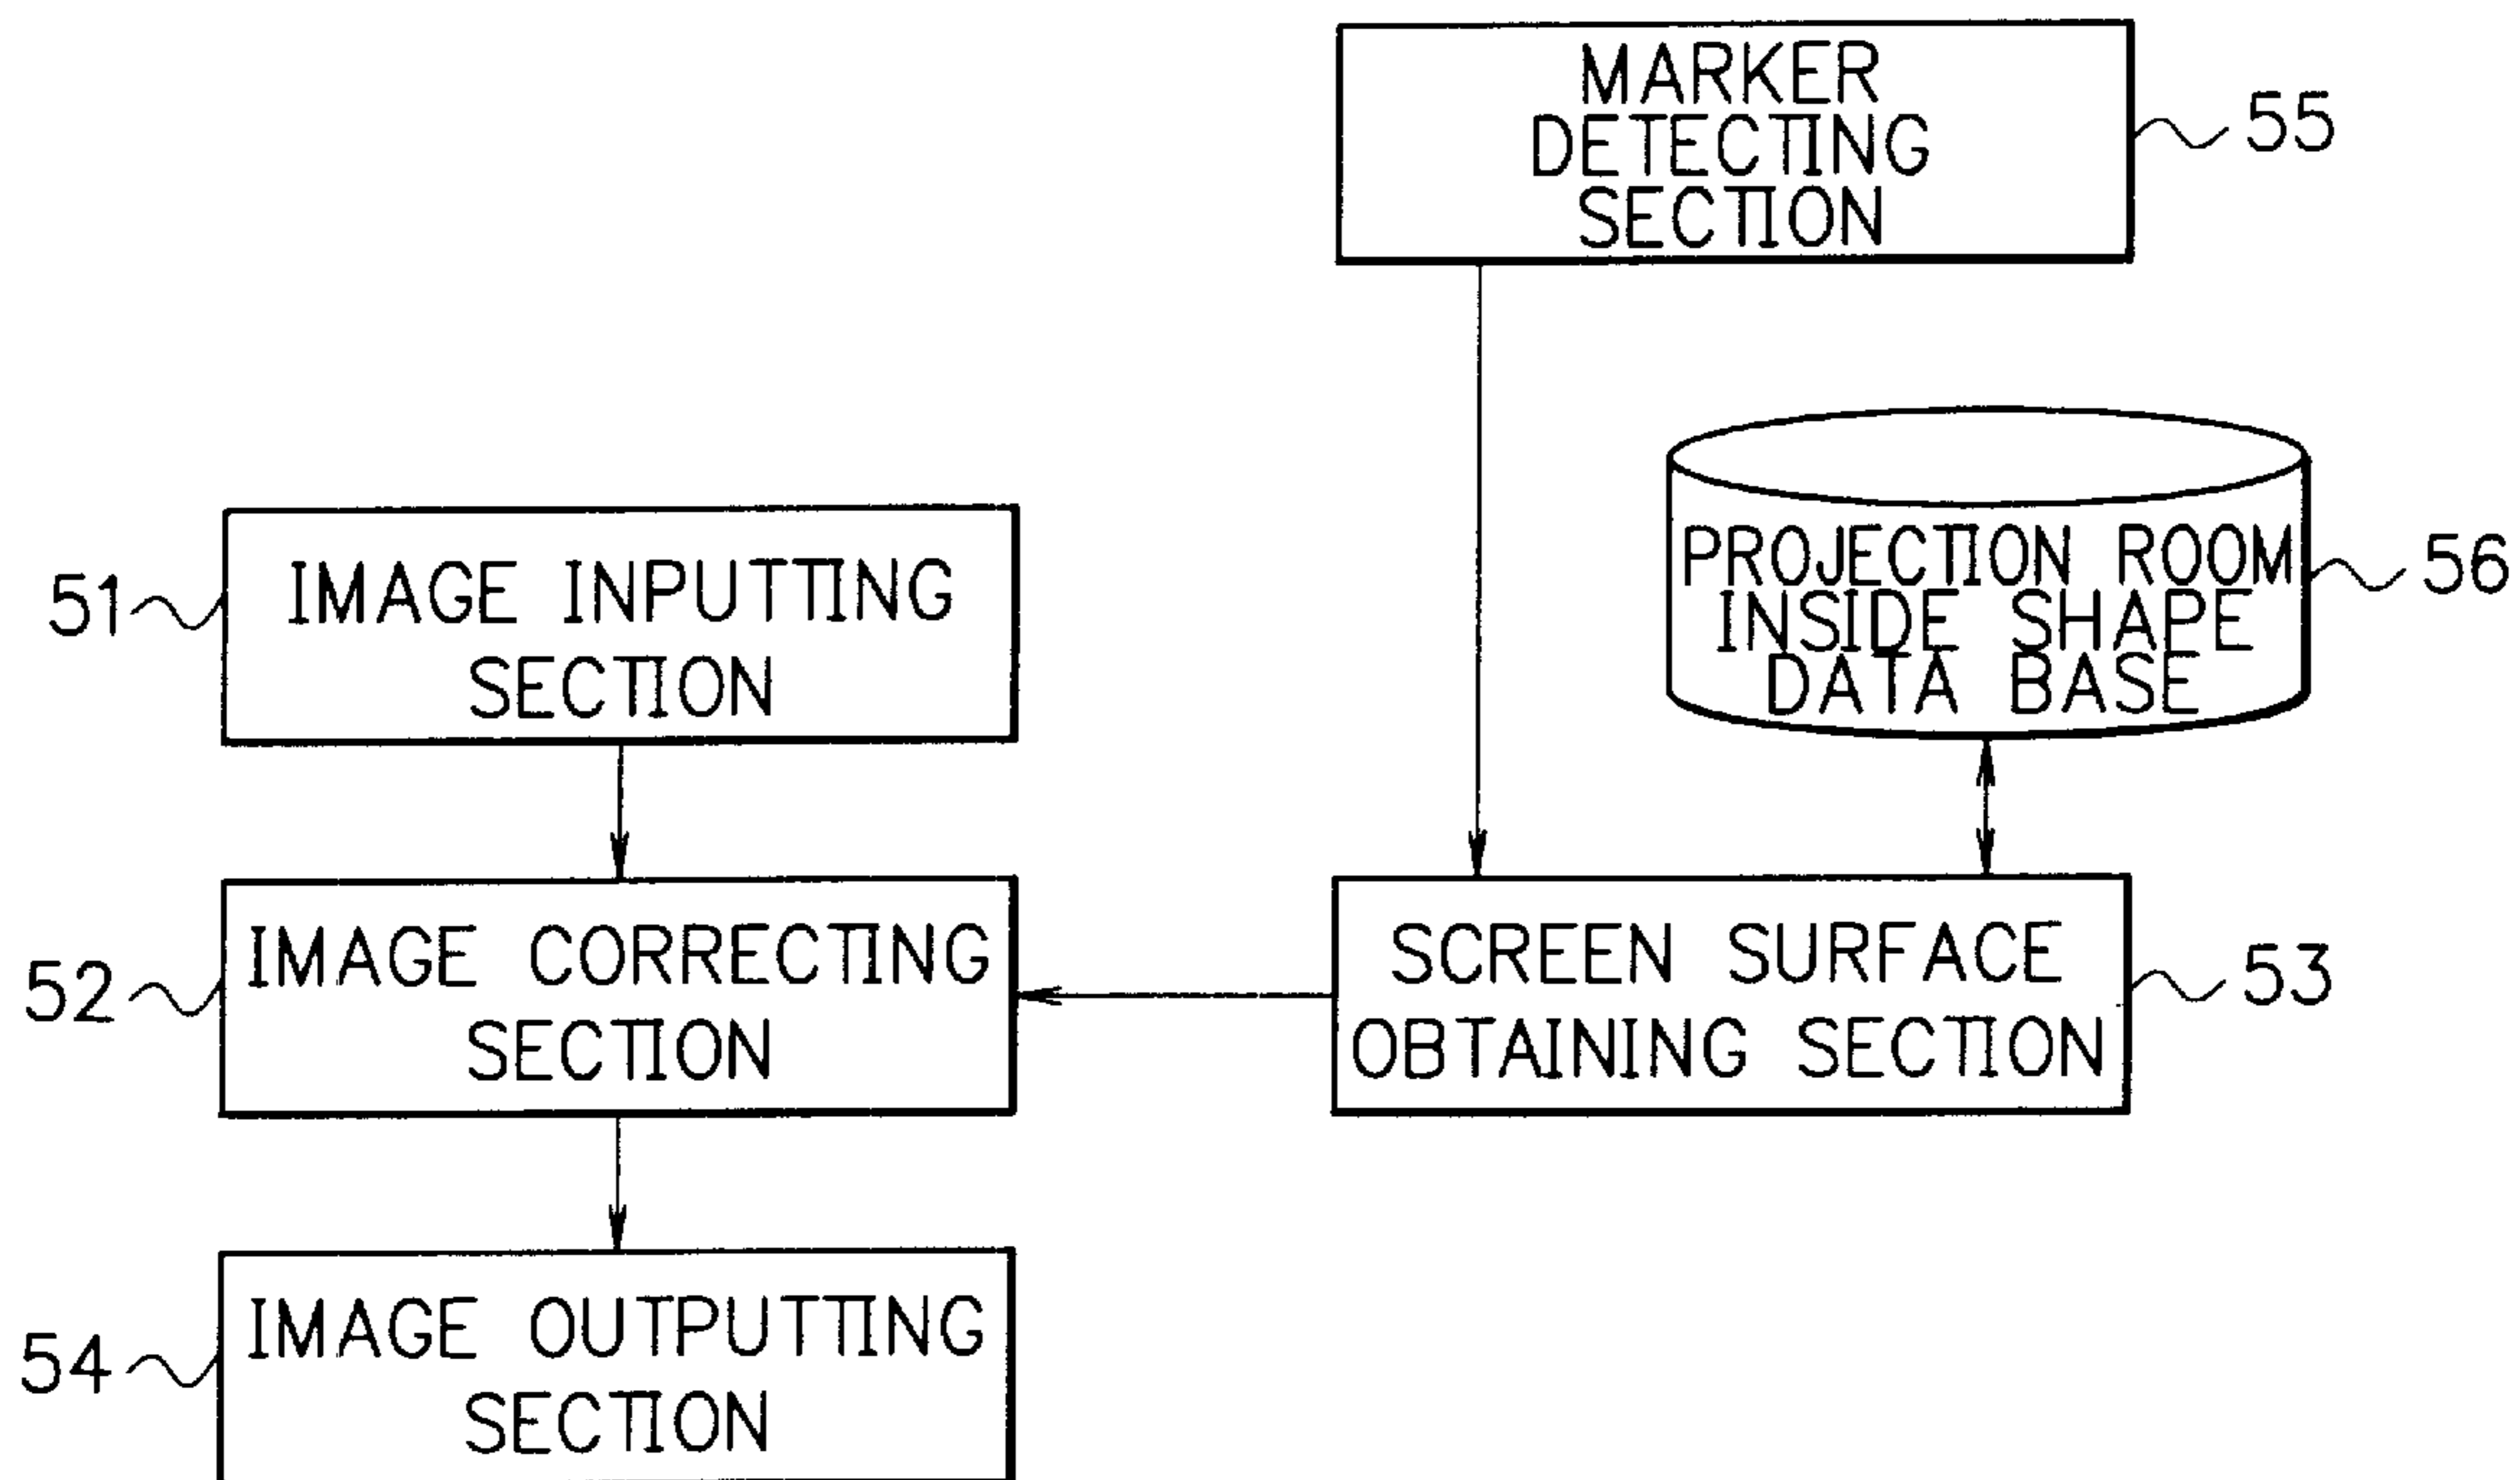 MARKER
DETECTING
SECTION
55
PROJECTION ROOM
INSIDE SHAPE
DATA BASE
56
51
IMAGE INPUTTING
SECTION
52
IMAGE CORRECTING
SECTION
SCREEN SURFACE
OBTAINING SECTION
53
54
IMAGE OUTPUTTING
SECTION